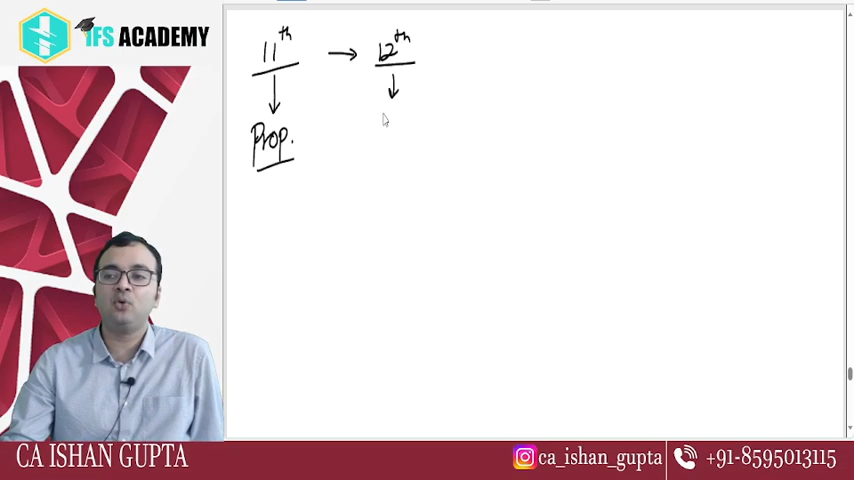 IFS ACADEMY
11th → 12th
Prop.
CA ISHAN GUPTA
ca_ishan_gupta
+91-8595013115